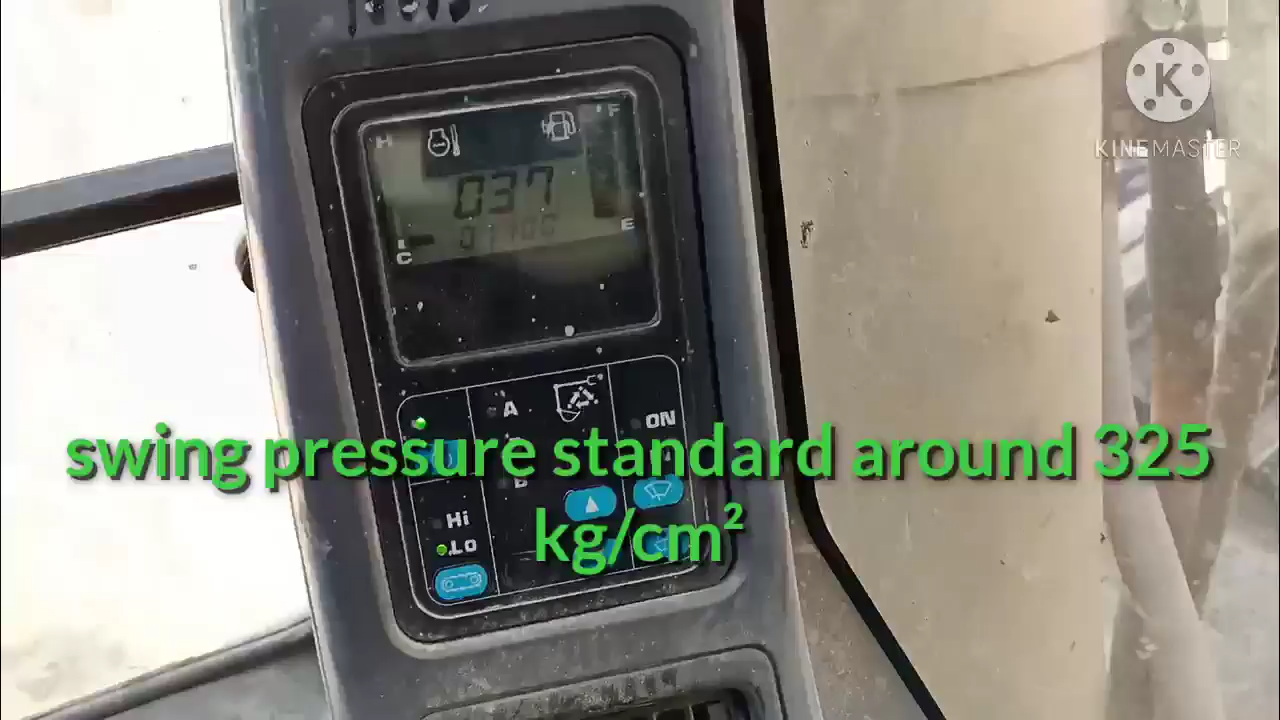 H
F
037
E
C
A
ON
swing pressure standard around 325
kg/cm²
Hi
Lo
K
KINEMASTER